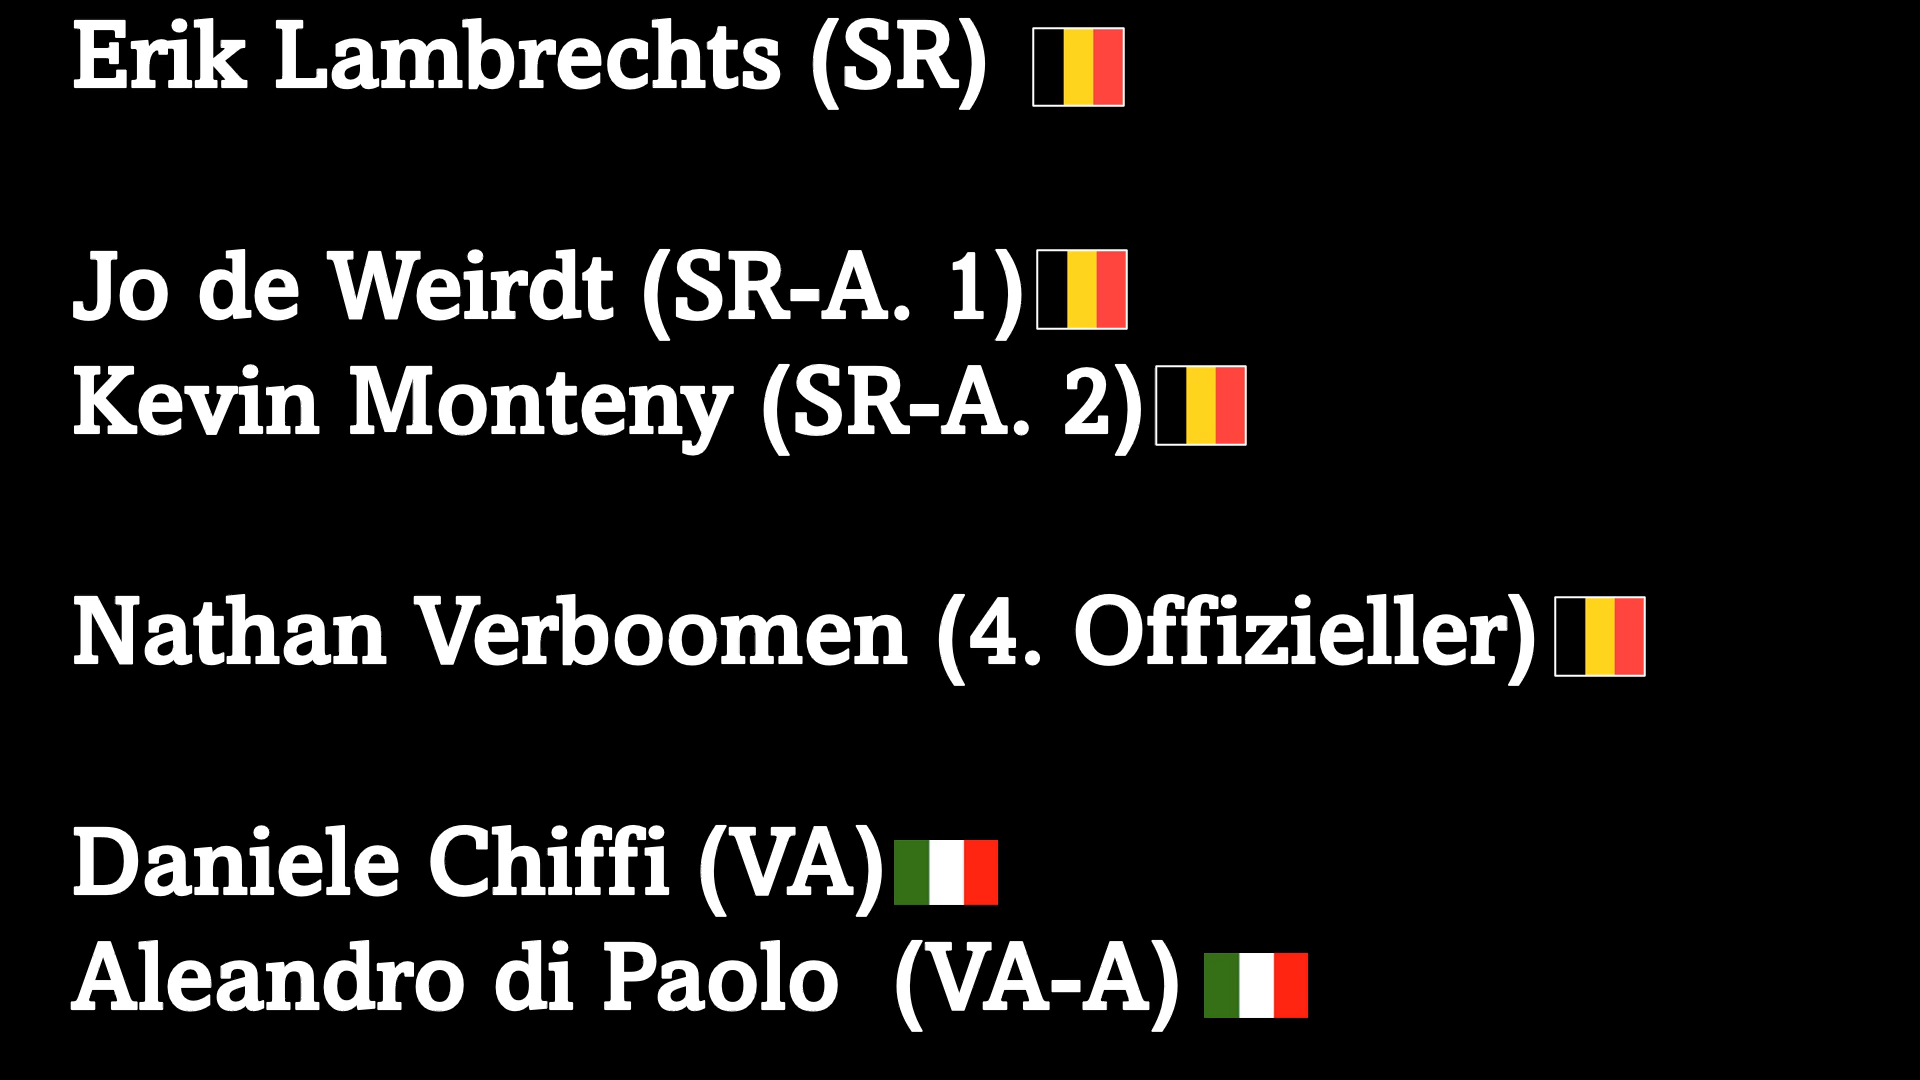 Erik Lambrechts (SR)
Jo de Weirdt (SR-A. 1)
Kevin Monteny (SR-A. 2)
Nathan Verboomen (4. Offizieller)
Daniele Chiffi (VA)
Aleandro di Paolo (VA-A)